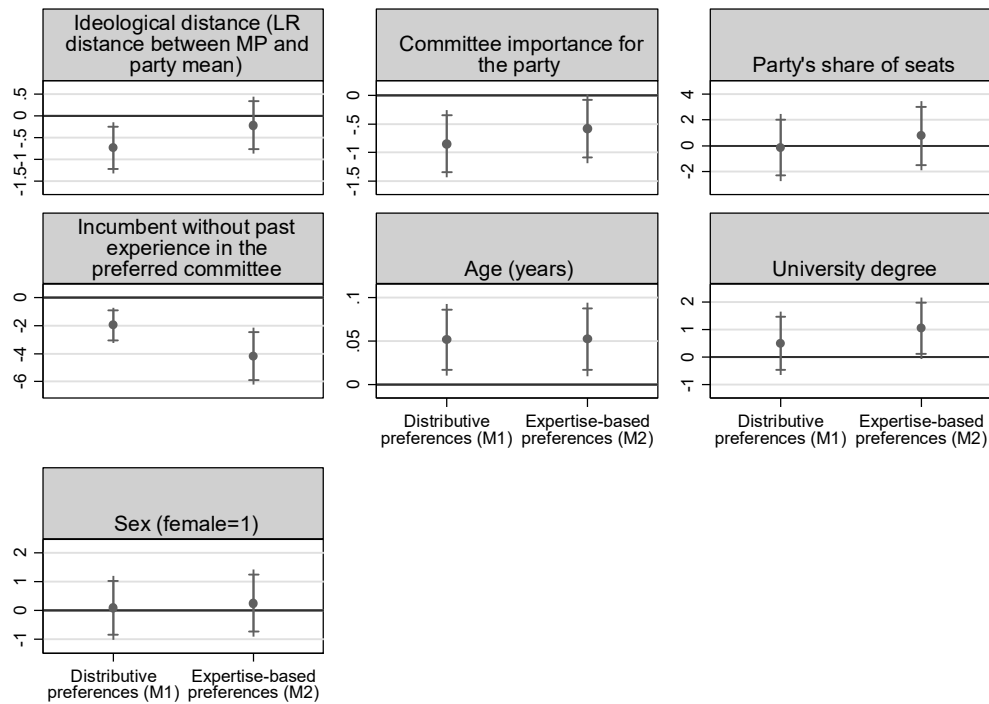 Ideological distance (LR
distance between MP and
party mean)
Committee importance for
the party
Party's share of seats
.5
0
-.5
-1
-1.5
0
-.5
-1
-1.5
4
2
0
-2
Incumbent without past
experience in the
preferred committee
Age (years)
University degree
0
-2
-4
-6
.1
.05
0
2
1
0
-1
Distributive
preferences (M1)
Expertise-based
preferences (M2)
Distributive
preferences (M1)
Expertise-based
preferences (M2)
Sex (female=1)
2
1
0
-1
Distributive
preferences (M1)
Expertise-based
preferences (M2)